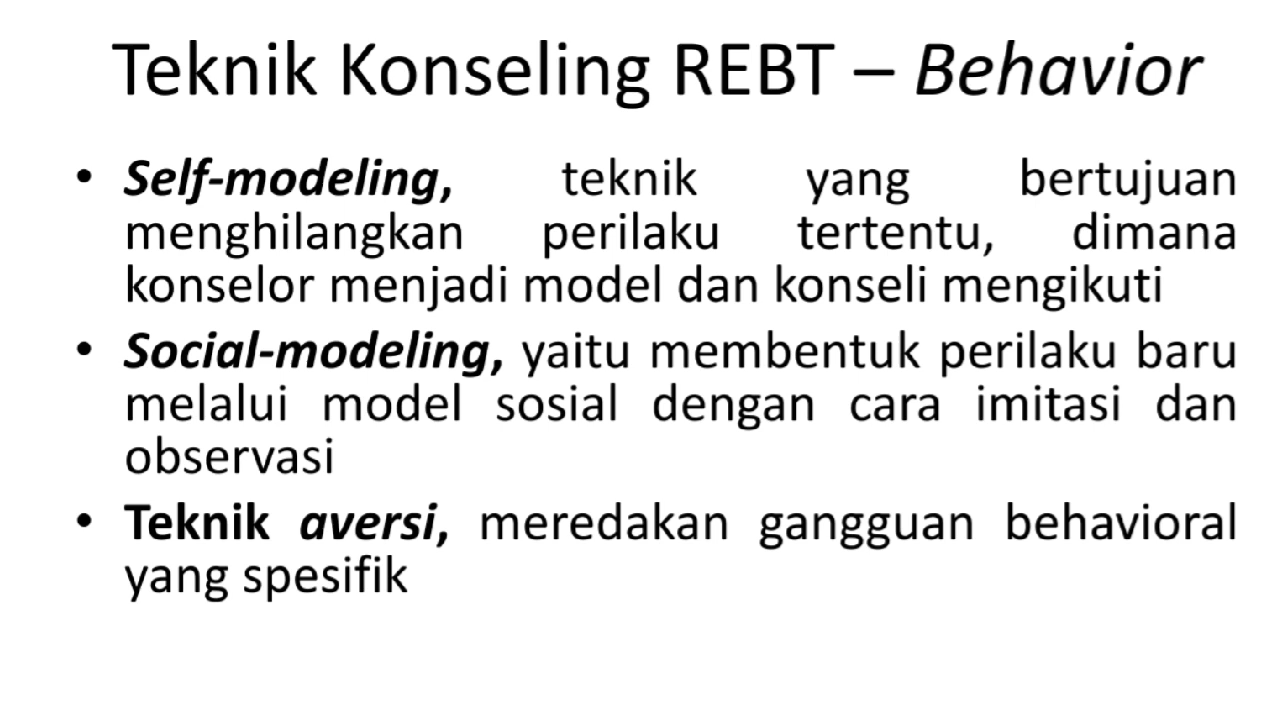 Teknik Konseling REBT – Behavior
• Self-modeling, teknik yang bertujuan
menghilangkan perilaku tertentu, dimana
konselor menjadi model dan konseli mengikuti
• Social-modeling, yaitu membentuk perilaku baru
melalui model sosial dengan cara imitasi dan
observasi
• Teknik aversi, meredakan gangguan behavioral
yang spesifik